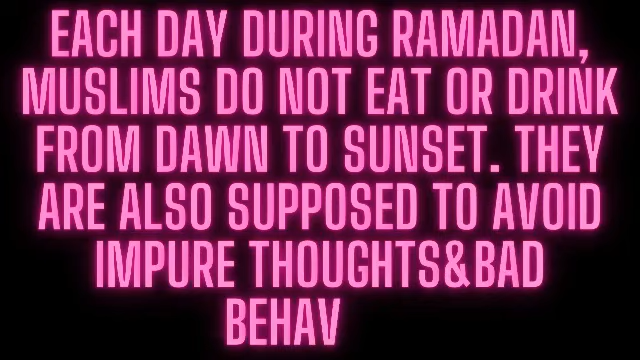 EACH DAY DURING RAMADAN,
MUSLIMS DO NOT EAT OR DRINK
FROM DAWN TO SUNSET. THEY
ARE ALSO SUPPOSED TO AVOID
IMPURE THOUGHTS&BAD
BEHAV